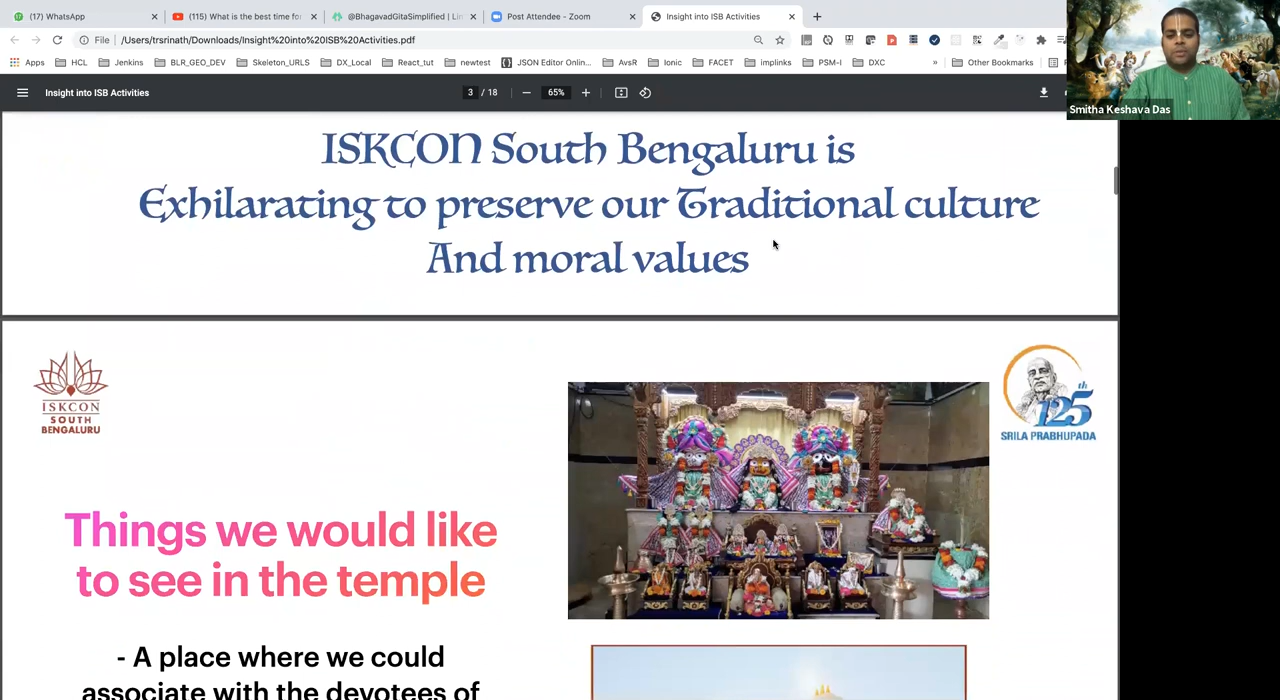 (17) WhatsApp
(115) What is the best time for
@BhagavadGitaSimplified | Lin
Post Attendee - Zoom
Insight into ISB Activities
File
/Users/trsrinath/Downloads/Insight%20into%20ISB%20Activities.pdf
Apps
HCL
Jenkins
BLR_GEO_DEV
Skeleton_URLS
DX_Local
React_tut
newtest
JSON Editor Onlin...
AvsR
Ionic
FACET
implinks
PSM-I
DXC
»
Other Bookmarks
Insight into ISB Activities
3 / 18
65%
Smitha Keshava Das
ISKCON South Bengaluru is
Exhilarating to preserve our Traditional culture
And moral values
ISKCON
SOUTH
BENGALURU
125th
SRILA PRABHUPADA
Things we would like
to see in the temple
- A place where we could
associate with the devotees of